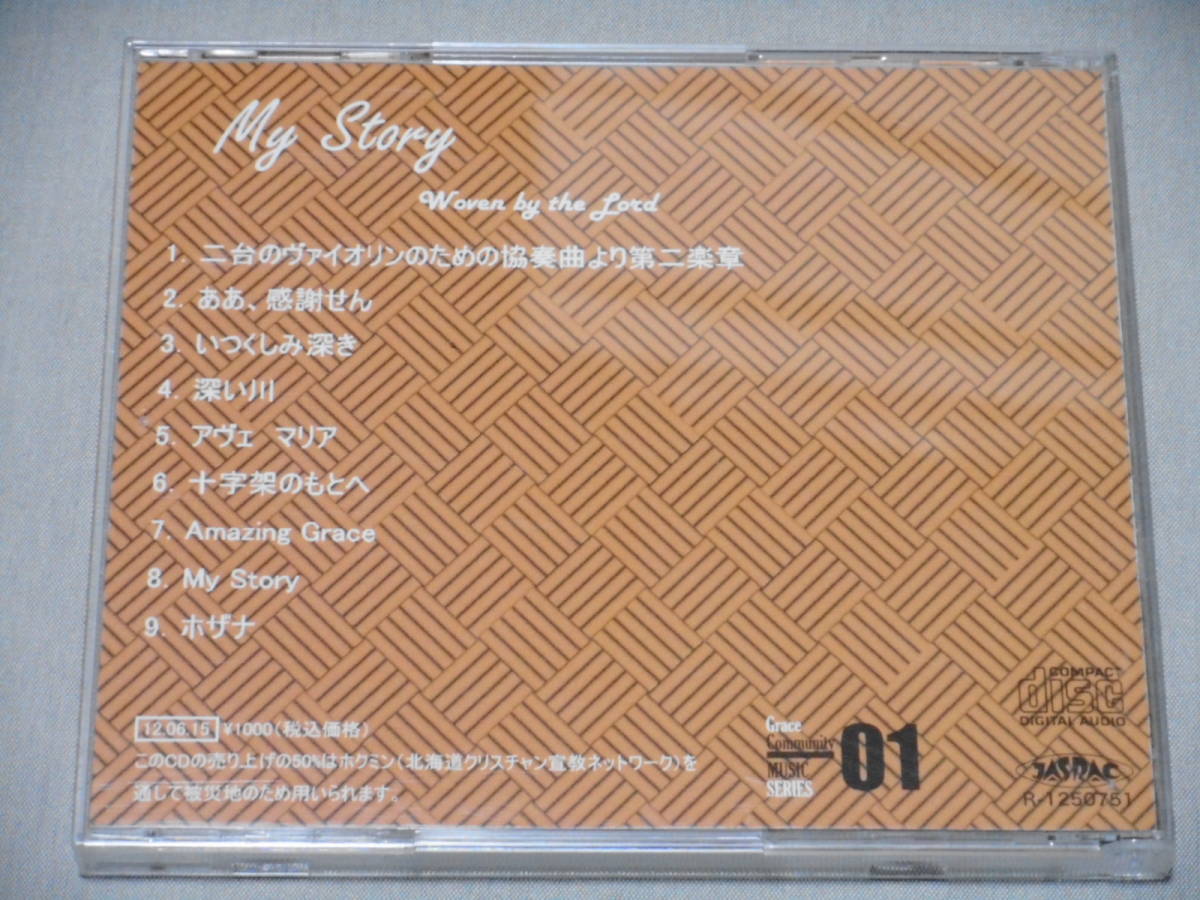 My Story
Woven by the Lord
1. 二台のヴァイオリンのための協奏曲より第二楽章
2. ああ、感謝せん
3. いつくしみ深き
4. 深い川
5. アヴェ マリア
6. 十字架のもとへ
7. Amazing Grace
8. My Story
9. ホザナ
12.06.15 ¥1000(税込価格)
このCDの売り上げの50%はホクミン(北海道クリスチャン宣教ネットワーク)を
通して被災地のため用いられます。
Grace
Community
MUSIC
SERIES
01
COMPACT
disc
DIGITAL AUDIO
JASRAC
R-1250751